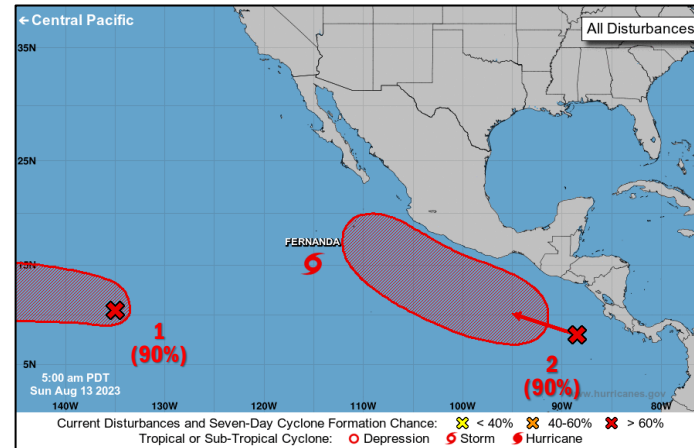 ← Central Pacific
All Disturbances
35N
25N
15N
5N
FERNANDA
1
(90%)
2
(90%)
5:00 am PDT
Sun Aug 13 2023
www.hurricanes.gov
140W 130W 120W 110W 100W 90W 80W
Current Disturbances and Seven-Day Cyclone Formation Chance: < 40% 40-60% > 60%
Tropical or Sub-Tropical Cyclone: Depression Storm Hurricane